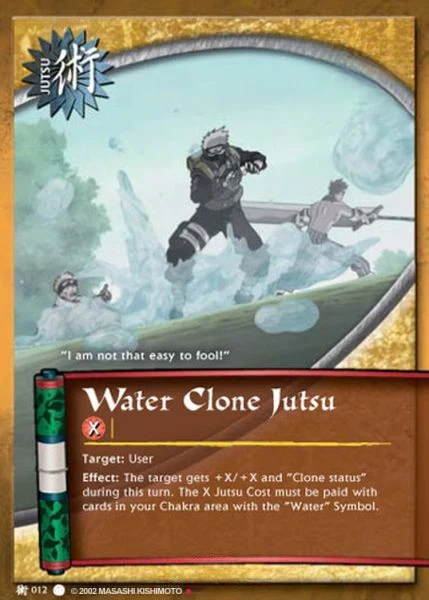 JUTSU 術
"I am not that easy to fool!"
Water Clone Jutsu
X
Target: User
Effect: The target gets +X/+X and "Clone status"
during this turn. The X Jutsu Cost must be paid with
cards in your Chakra area with the "Water" Symbol.
術 012 © 2002 MASASHI KISHIMOTO